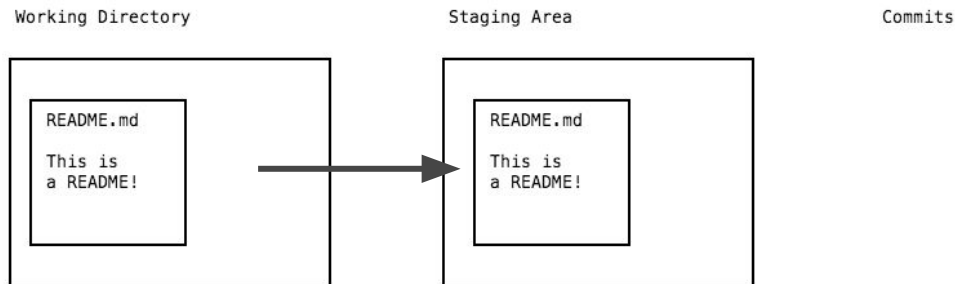 Working Directory
Staging Area
Commits
README.md
This is
a README!
README.md
This is
a README!